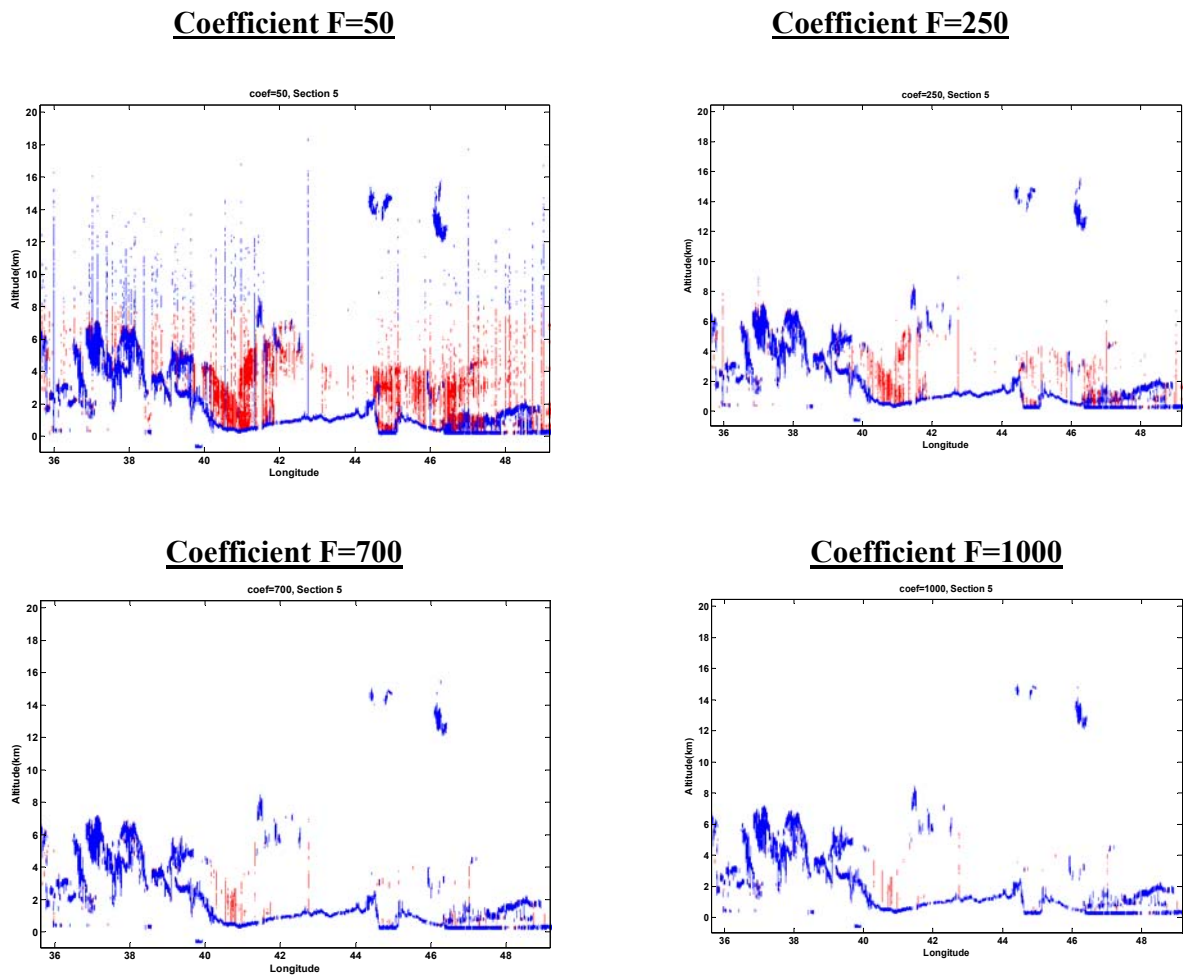 Coefficient F=50
Coefficient F=250
coef=50, Section 5
20
18
16
14
12
10
8
6
4
2
0
Altitude(km)
36 38 40 42 44 46 48
Longitude
coef=250, Section 5
20
18
16
14
12
10
8
6
4
2
0
Altitude(km)
36 38 40 42 44 46 48
Longitude
Coefficient F=700
Coefficient F=1000
coef=700, Section 5
20
18
16
14
12
10
8
6
4
2
0
Altitude(km)
36 38 40 42 44 46 48
Longitude
coef=1000, Section 5
20
18
16
14
12
10
8
6
4
2
0
Altitude(km)
36 38 40 42 44 46 48
Longitude